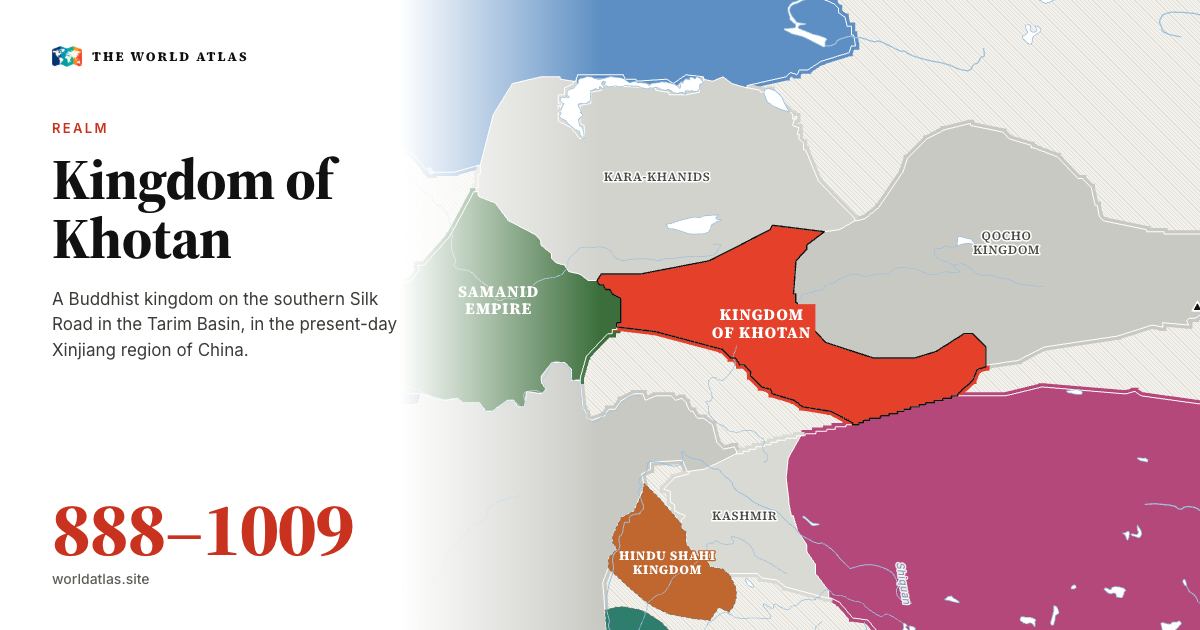 THE WORLD ATLAS
REALM
Kingdom of
Khotan
A Buddhist kingdom on the southern Silk
Road in the Tarim Basin, in the present-day
Xinjiang region of China.
888–1009
worldatlas.site
KARA-KHANIDS
QOCHO
KINGDOM
SAMANID
EMPIRE
KINGDOM
OF KHOTAN
KASHMIR
HINDU SHAHI
KINGDOM
Shiquan